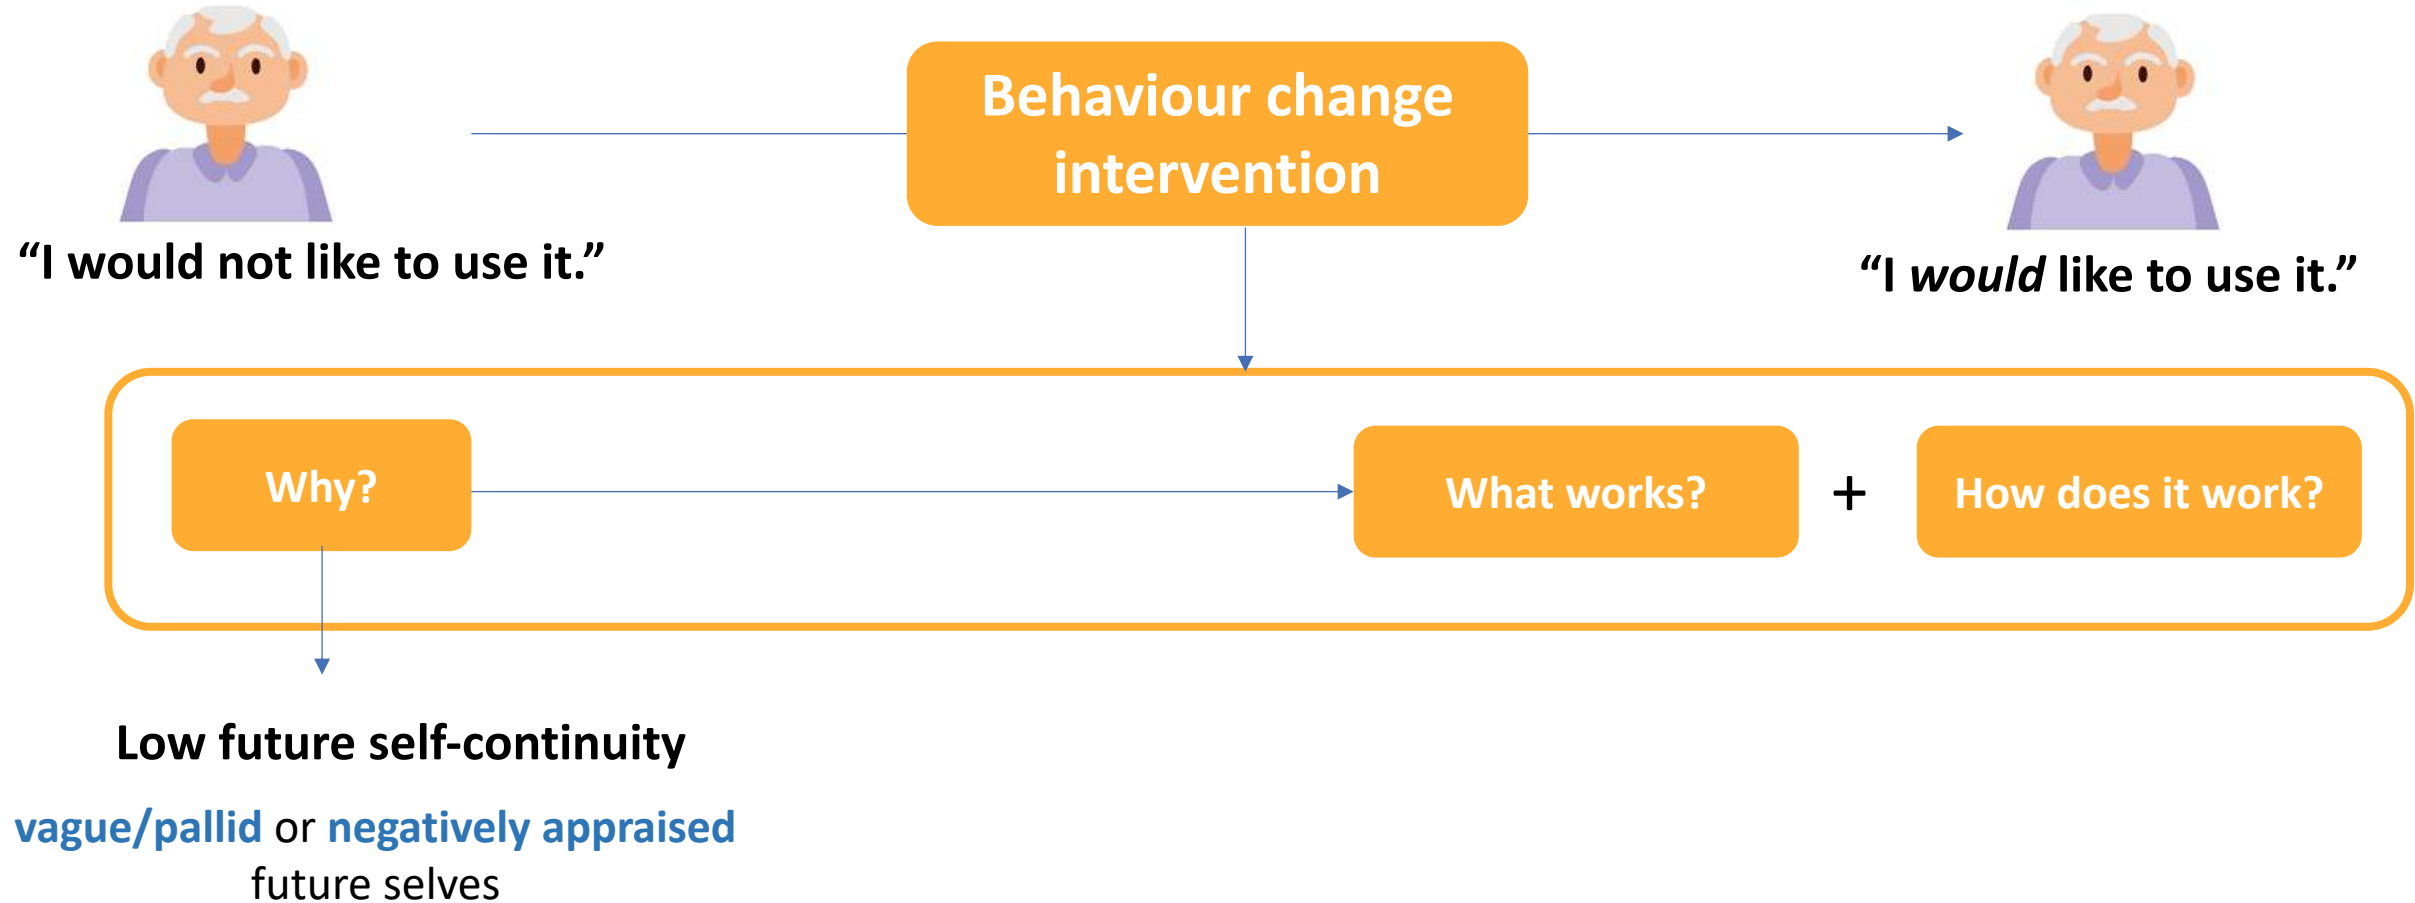 Behaviour change
intervention
“I would not like to use it.”
“I would like to use it.”
Why?
What works?
+
How does it work?
Low future self-continuity
vague/pallid or negatively appraised
future selves